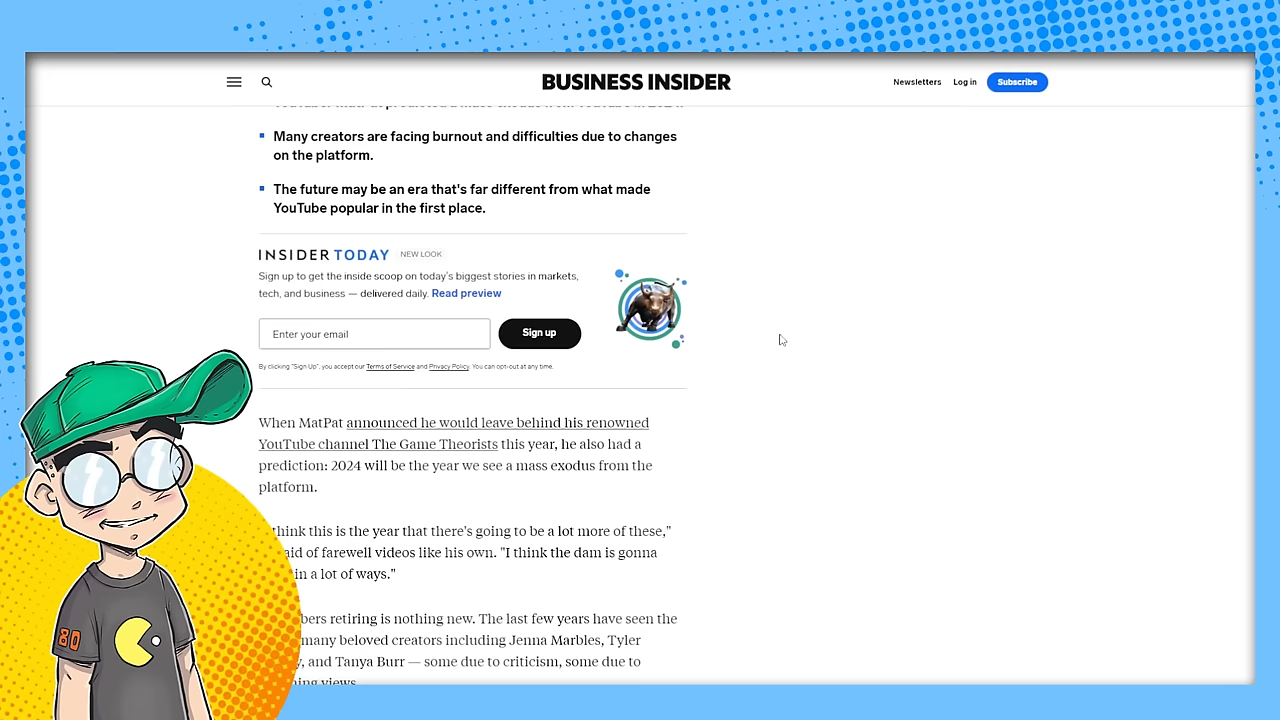 BUSINESS INSIDER
Newsletters
Log in
Subscribe
Many creators are facing burnout and difficulties due to changes
on the platform.
The future may be an era that's far different from what made
YouTube popular in the first place.
INSIDER TODAY NEW LOOK
Sign up to get the inside scoop on today's biggest stories in markets,
tech, and business — delivered daily. Read preview
Enter your email
Sign up
By clicking "Sign Up", you accept our Terms of Service and Privacy Policy. You can opt-out at any time.
When MatPat announced he would leave behind his renowned
YouTube channel The Game Theorists this year, he also had a
prediction: 2024 will be the year we see a mass exodus from the
platform.
think this is the year that there's going to be a lot more of these,"
aid of farewell videos like his own. "I think the dam is gonna
in a lot of ways."
bers retiring is nothing new. The last few years have seen the
many beloved creators including Jenna Marbles, Tyler
, and Tanya Burr — some due to criticism, some due to
views
80